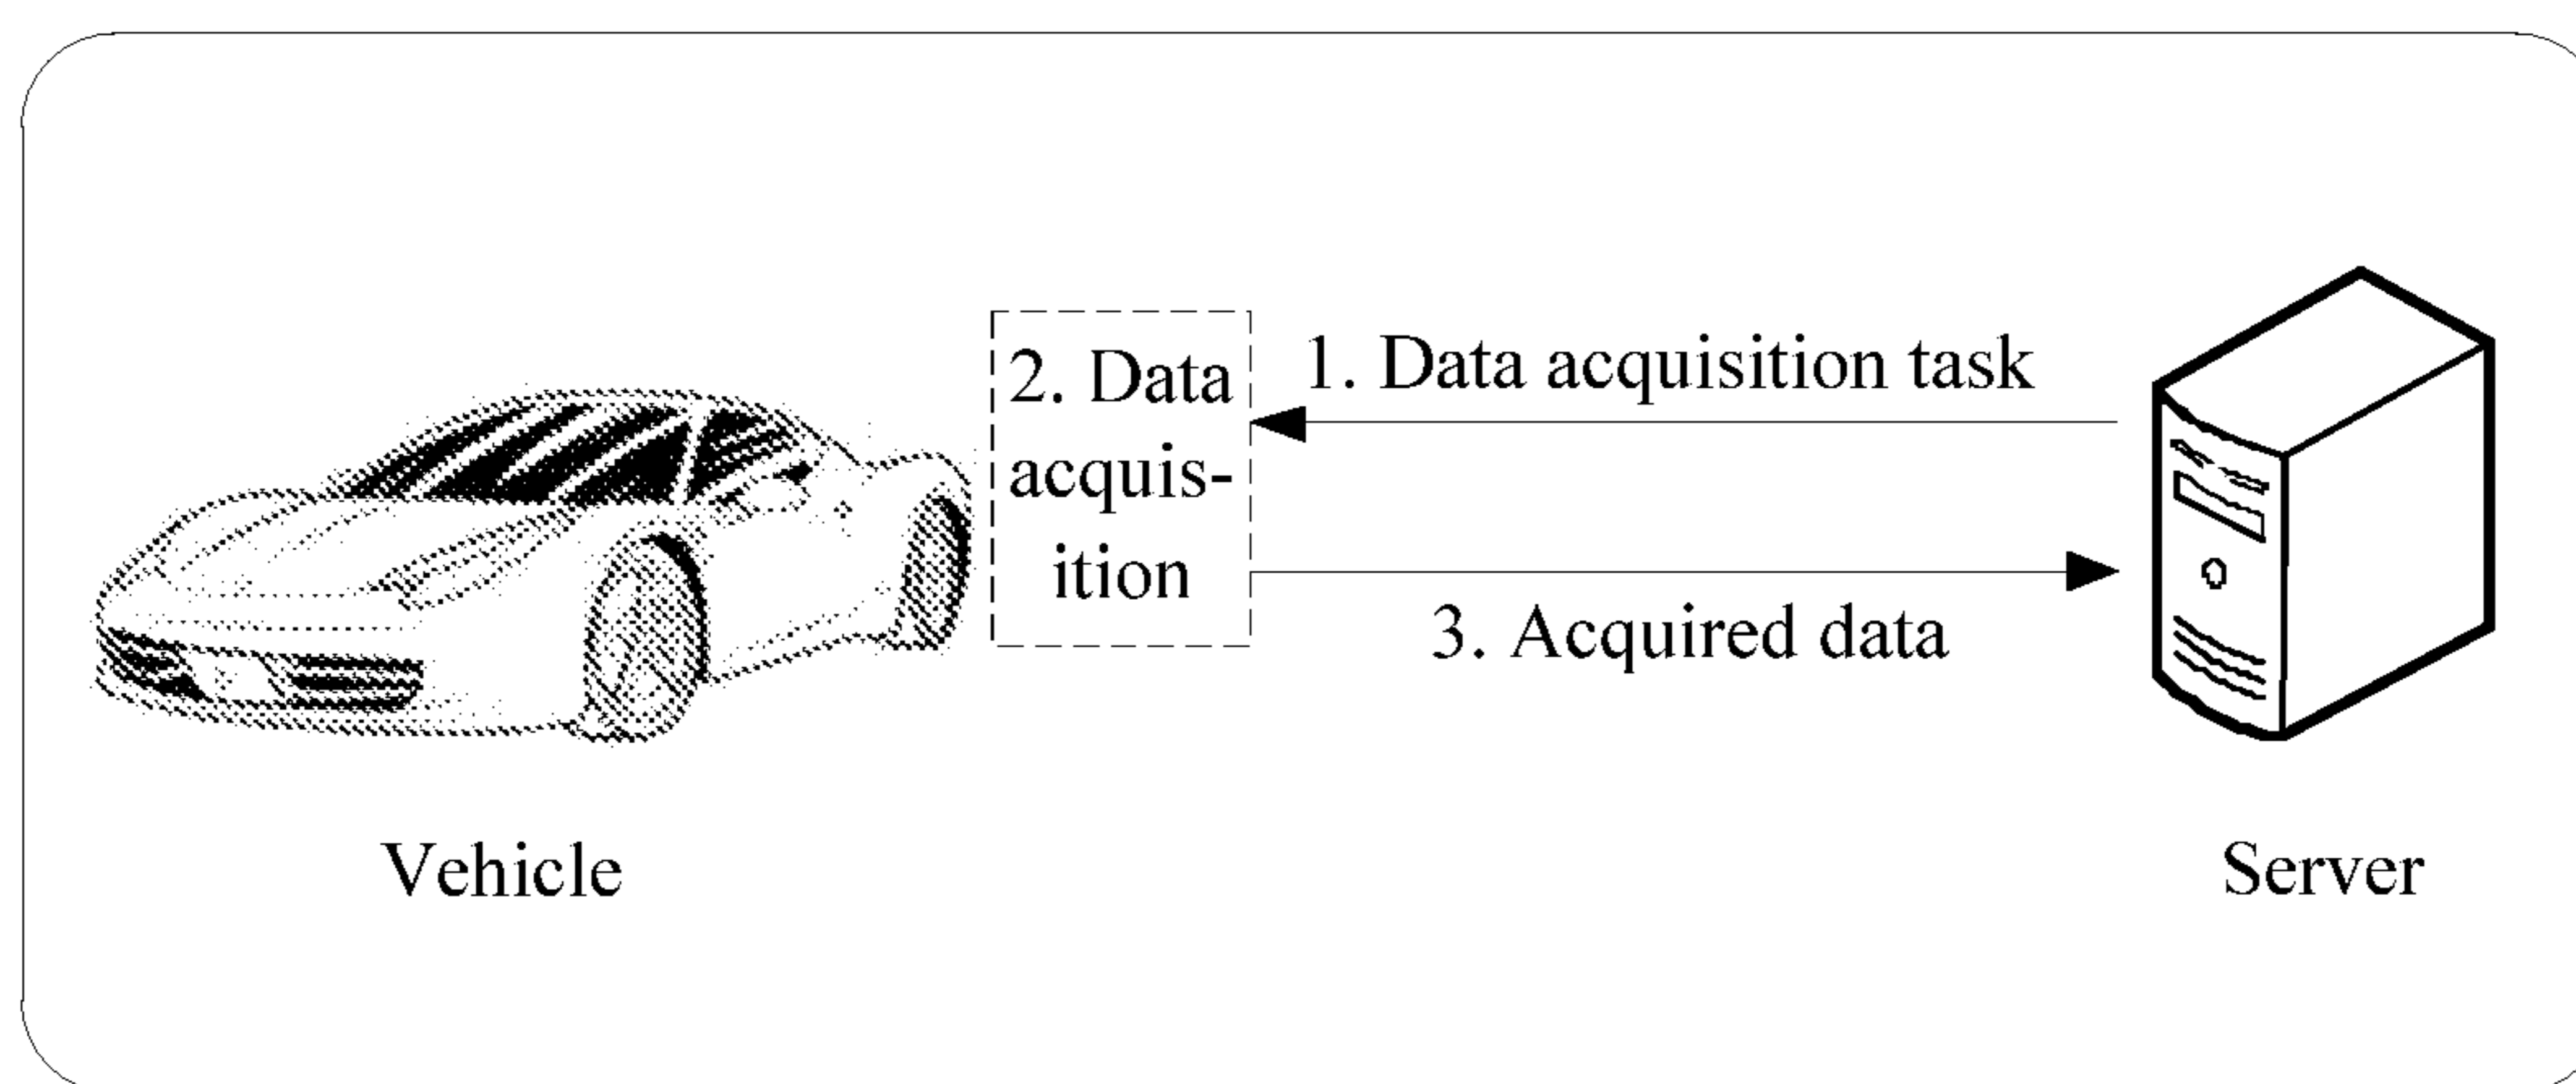 2. Data
acquis-
ition
1. Data acquisition task
3. Acquired data
Vehicle
Server